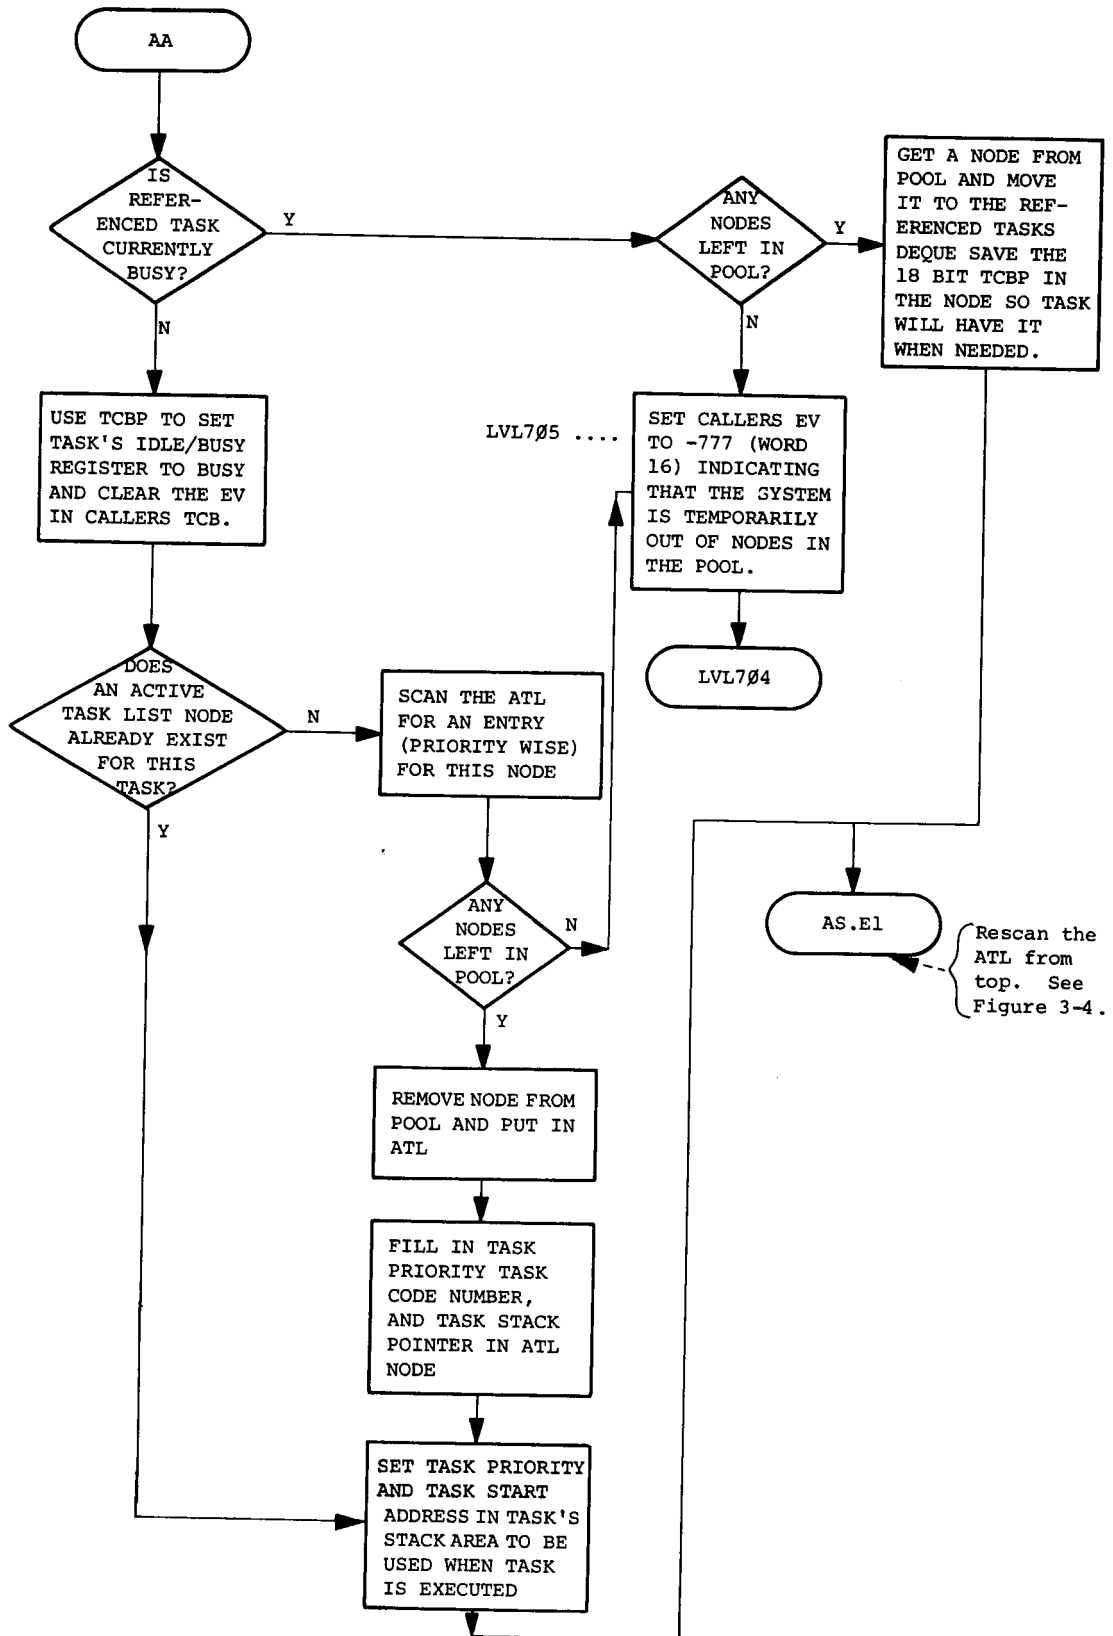 AA
IS
REFER-
ENCED TASK
CURRENTLY
BUSY?
Y
N
ANY
NODES
LEFT IN
POOL?
Y
N
GET A NODE FROM
POOL AND MOVE
IT TO THE REF-
ERENCED TASKS
DEQUE SAVE THE
18 BIT TCBP IN
THE NODE SO TASK
WILL HAVE IT
WHEN NEEDED.
USE TCBP TO SET
TASK'S IDLE/BUSY
REGISTER TO BUSY
AND CLEAR THE EV
IN CALLERS TCB.
LVL7Ø5 ....
SET CALLERS EV
TO -777 (WORD
16) INDICATING
THAT THE SYSTEM
IS TEMPORARILY
OUT OF NODES IN
THE POOL.
LVL7Ø4
DOES
AN ACTIVE
TASK LIST NODE
ALREADY EXIST
FOR THIS
TASK?
N
Y
SCAN THE ATL
FOR AN ENTRY
(PRIORITY WISE)
FOR THIS NODE
ANY
NODES
LEFT IN
POOL?
N
Y
AS.E1
Rescan the
ATL from
top. See
Figure 3-4.
REMOVE NODE FROM
POOL AND PUT IN
ATL
FILL IN TASK
PRIORITY TASK
CODE NUMBER,
AND TASK STACK
POINTER IN ATL
NODE
SET TASK PRIORITY
AND TASK START
ADDRESS IN TASK'S
STACK AREA TO BE
USED WHEN TASK
IS EXECUTED